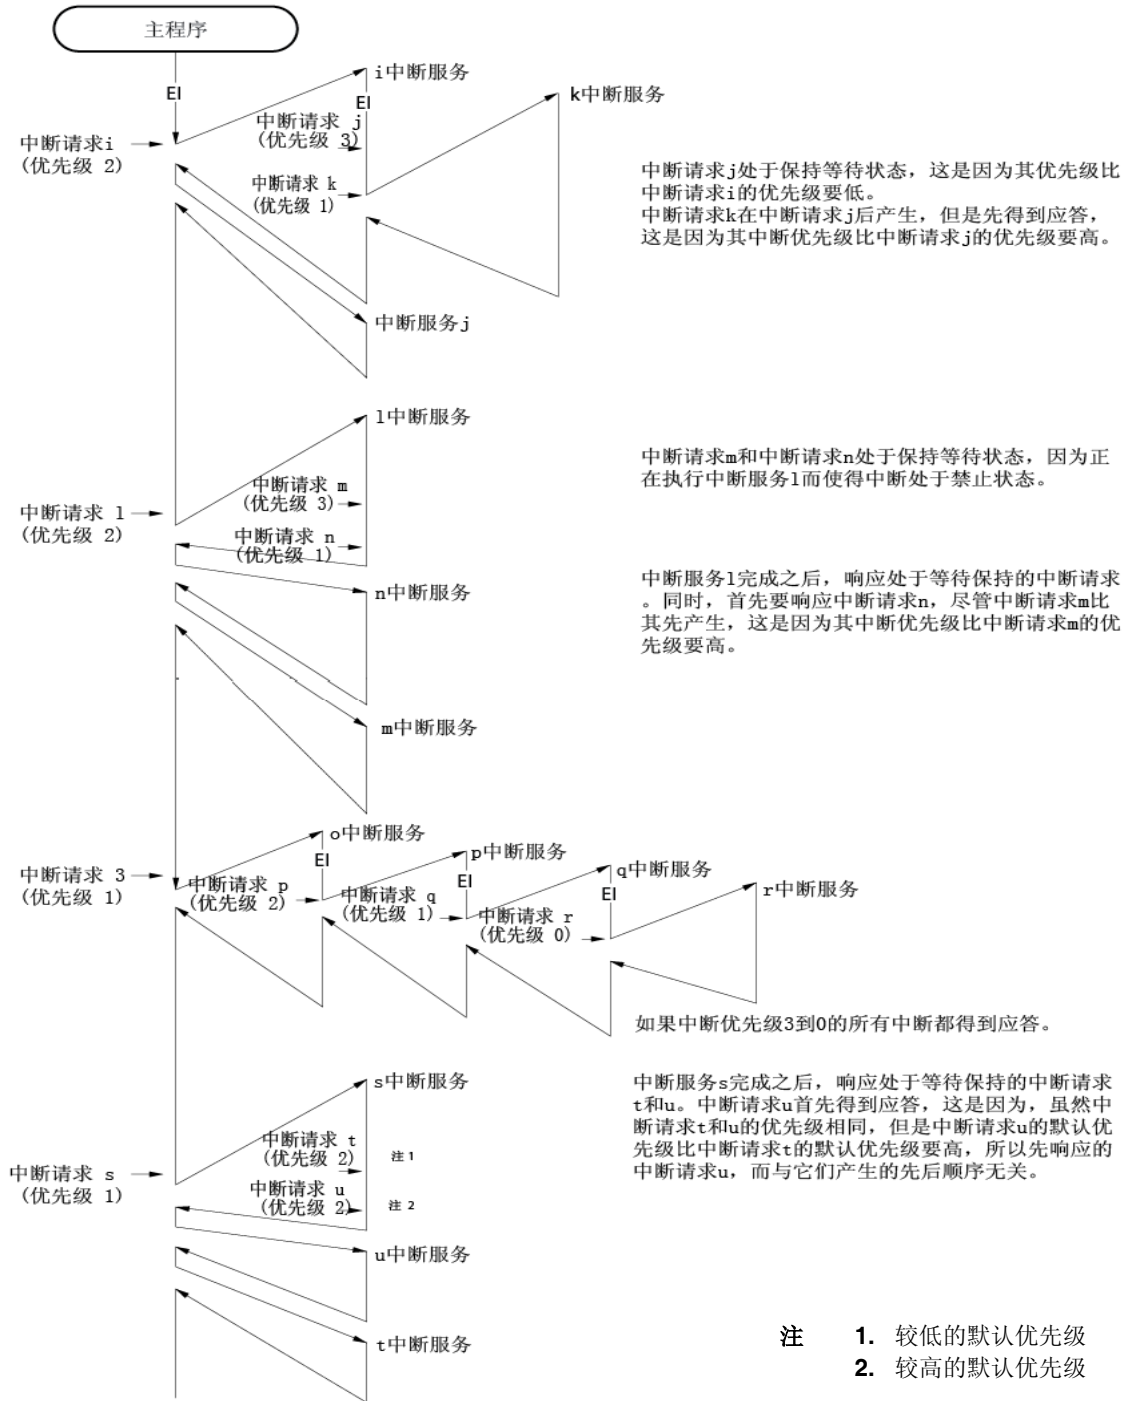 主程序
EI
i中断服务
EI
k中断服务
中断请求 j
(优先级 3)
中断请求i
(优先级 2)
中断请求 k
(优先级 1)
中断请求j处于保持等待状态，这是因为其优先级比
中断请求i的优先级要低。
中断请求k在中断请求j后产生，但是先得到应答，
这是因为其中断优先级比中断请求j的优先级要高。
中断服务j
l中断服务
中断请求 m
(优先级 3)
中断请求 l
(优先级 2)
中断请求 n
(优先级 1)
中断请求m和中断请求n处于保持等待状态，因为正
在执行中断服务l而使得中断处于禁止状态。
n中断服务
中断服务l完成之后，响应处于等待保持的中断请求
。同时，首先要响应中断请求n，尽管中断请求m比
其先产生，这是因为其中断优先级比中断请求m的优
先级要高。
m中断服务
o中断服务
EI
p中断服务
EI
q中断服务
EI
r中断服务
中断请求 3
(优先级 1)
中断请求 p
(优先级 2)
中断请求 q
(优先级 1)
中断请求 r
(优先级 0)
如果中断优先级3到0的所有中断都得到应答。
s中断服务
中断请求 t
(优先级 2)
注 1
中断请求 s
(优先级 1)
中断请求 u
(优先级 2)
注 2
中断服务s完成之后，响应处于等待保持的中断请求
t和u。中断请求u首先得到应答，这是因为，虽然中
断请求t和u的优先级相同，但是中断请求u的默认优
先级比中断请求t的默认优先级要高，所以先响应的
中断请求u，而与它们产生的先后顺序无关。
u中断服务
t中断服务
注 1. 较低的默认优先级
2. 较高的默认优先级